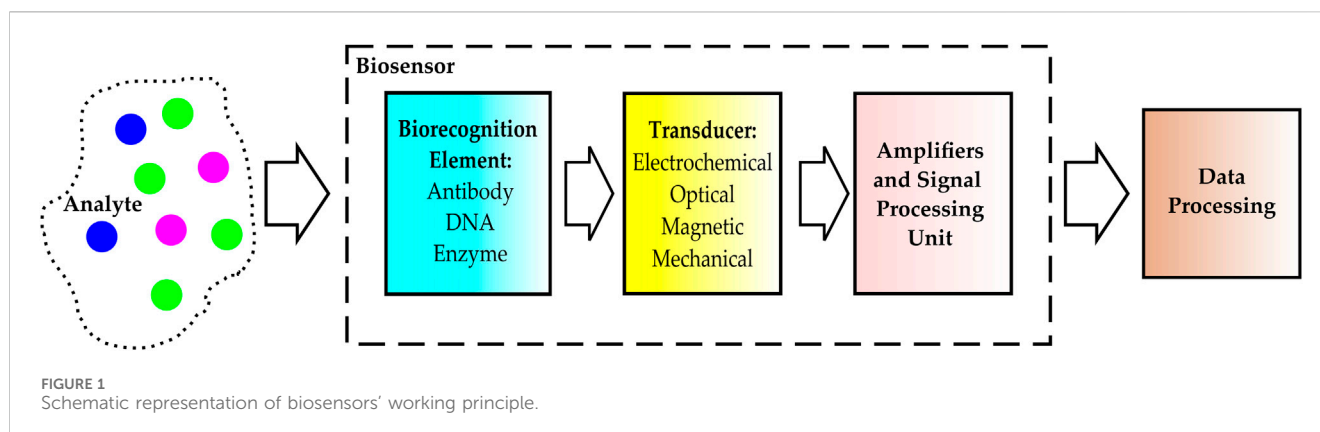 Analyte
Biosensor
Biorecognition
Element:
Antibody
DNA
Enzyme
Transducer:
Electrochemical
Optical
Magnetic
Mechanical
Amplifiers
and Signal
Processing
Unit
Data
Processing
FIGURE 1
Schematic representation of biosensors' working principle.